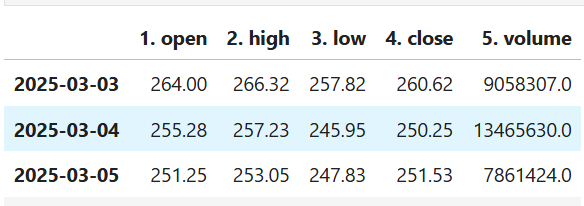 1. open 2. high 3. low 4. close 5. volume
2025-03-03 264.00 266.32 257.82 260.62 9058307.0
2025-03-04 255.28 257.23 245.95 250.25 13465630.0
2025-03-05 251.25 253.05 247.83 251.53 7861424.0